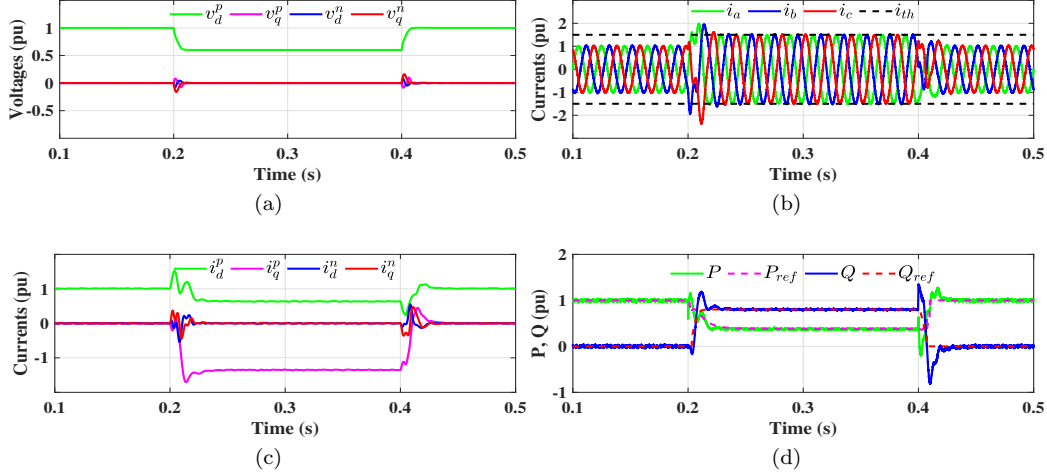 v_d^p v_q^p v_d^n v_q^n
Voltages (pu)
1
0.5
0
-0.5
0.1 0.2 0.3 0.4 0.5
Time (s)
(a)
i_a i_b i_c i_th
Currents (pu)
2
1
0
-1
-2
0.1 0.2 0.3 0.4 0.5
Time (s)
(b)
i_d^p i_q^p i_d^n i_q^n
Currents (pu)
1
0
-1
0.1 0.2 0.3 0.4 0.5
Time (s)
(c)
P P_ref Q Q_ref
P, Q (pu)
2
1
0
-1
0.1 0.2 0.3 0.4 0.5
Time (s)
(d)